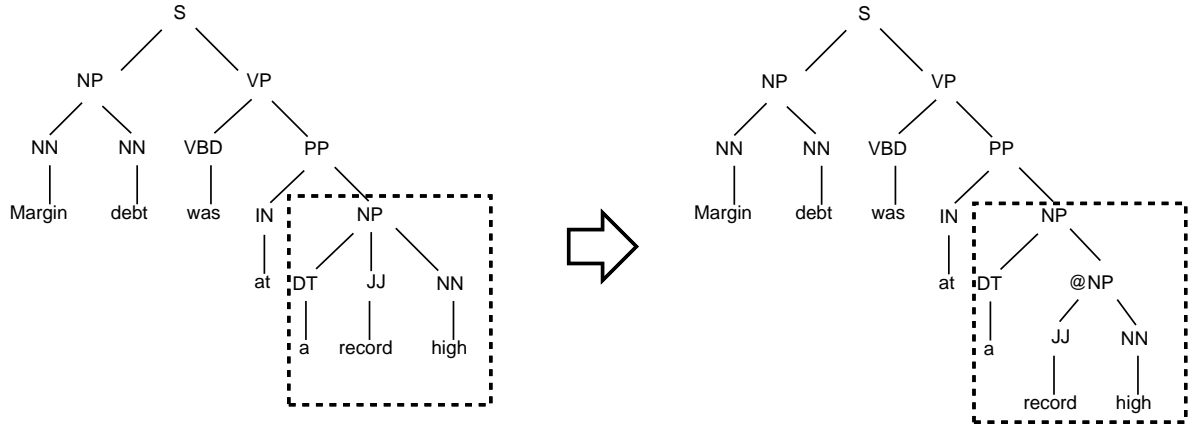 S S
NP VP NP VP
NN NN VBD PP NN NN VBD PP
Margin debt was IN NP Margin debt was IN NP
at DT JJ NN at DT @NP
a record high a JJ NN
record high